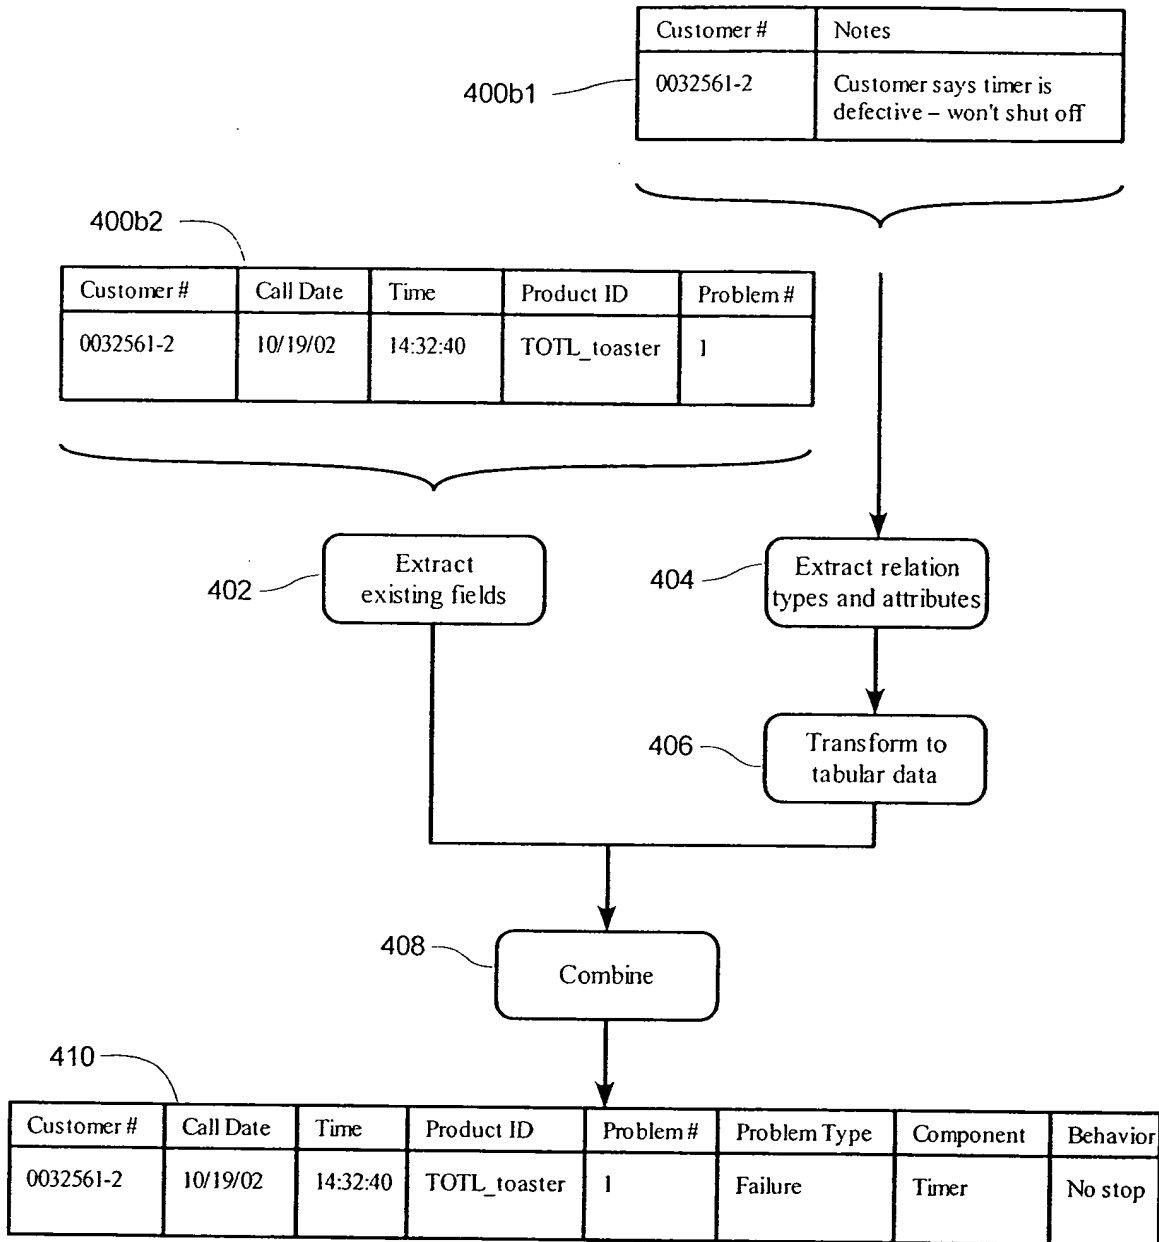 Customer # Notes
400b1
0032561-2 Customer says timer is
defective – won't shut off
400b2
Customer # Call Date Time Product ID Problem #
0032561-2 10/19/02 14:32:40 TOTL_toaster 1
402
Extract
existing fields
404
Extract relation
types and attributes
406
Transform to
tabular data
408
Combine
410
Customer # Call Date Time Product ID Problem # Problem Type Component Behavior
0032561-2 10/19/02 14:32:40 TOTL_toaster 1 Failure Timer No stop